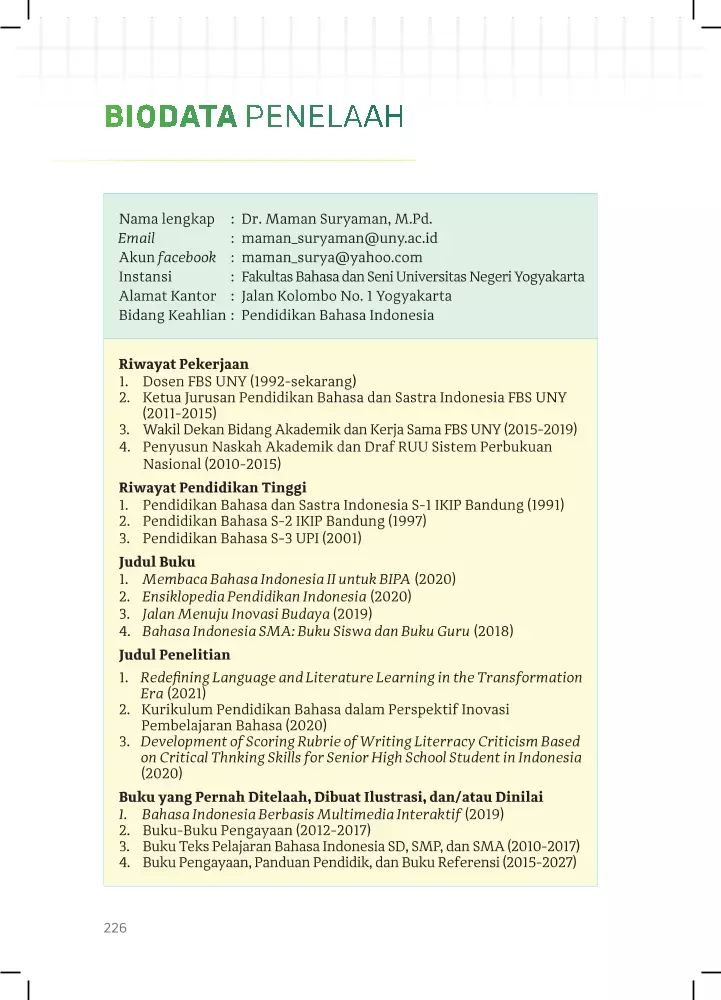 BIODATA PENELAAH
Nama lengkap : Dr. Maman Suryaman, M.Pd.
Email : maman_suryaman@uny.ac.id
Akun facebook : maman_surya@yahoo.com
Instansi : Fakultas Bahasa dan Seni Universitas Negeri Yogyakarta
Alamat Kantor : Jalan Kolombo No. 1 Yogyakarta
Bidang Keahlian : Pendidikan Bahasa Indonesia
Riwayat Pekerjaan
1. Dosen FBS UNY (1992-sekarang)
2. Ketua Jurusan Pendidikan Bahasa dan Sastra Indonesia FBS UNY
(2011-2015)
3. Wakil Dekan Bidang Akademik dan Kerja Sama FBS UNY (2015-2019)
4. Penyusun Naskah Akademik dan Draf RUU Sistem Perbukuan
Nasional (2010-2015)
Riwayat Pendidikan Tinggi
1. Pendidikan Bahasa dan Sastra Indonesia S-1 IKIP Bandung (1991)
2. Pendidikan Bahasa S-2 IKIP Bandung (1997)
3. Pendidikan Bahasa S-3 UPI (2001)
Judul Buku
1. Membaca Bahasa Indonesia II untuk BIPA (2020)
2. Ensiklopedia Pendidikan Indonesia (2020)
3. Jalan Menuju Inovasi Budaya (2019)
4. Bahasa Indonesia SMA: Buku Siswa dan Buku Guru (2018)
Judul Penelitian
1. Redefining Language and Literature Learning in the Transformation
Era (2021)
2. Kurikulum Pendidikan Bahasa dalam Perspektif Inovasi
Pembelajaran Bahasa (2020)
3. Development of Scoring Rubrie of Writing Literracy Criticism Based
on Critical Thnking Skills for Senior High School Student in Indonesia
(2020)
Buku yang Pernah Ditelaah, Dibuat Ilustrasi, dan/atau Dinilai
1. Bahasa Indonesia Berbasis Multimedia Interaktif (2019)
2. Buku-Buku Pengayaan (2012-2017)
3. Buku Teks Pelajaran Bahasa Indonesia SD, SMP, dan SMA (2010-2017)
4. Buku Pengayaan, Panduan Pendidik, dan Buku Referensi (2015-2027)
226